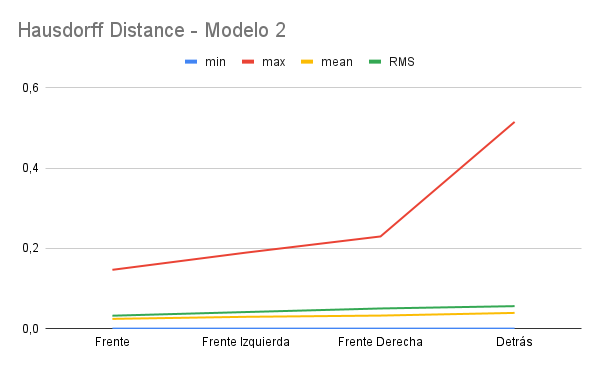 Hausdorff Distance - Modelo 2
min max mean RMS
0,6
0,4
0,2
0,0
Frente Frente Izquierda Frente Derecha Detrás